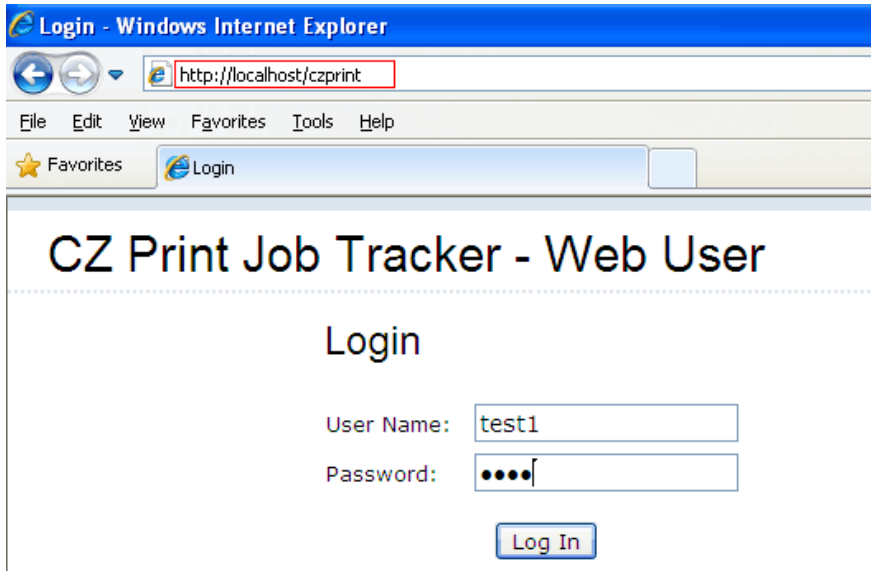 Login - Windows Internet Explorer
http://localhost/czprint
File Edit View Favorites Tools Help
Favorites Login
CZ Print Job Tracker - Web User
Login
User Name: test1
Password: ••••
Log In